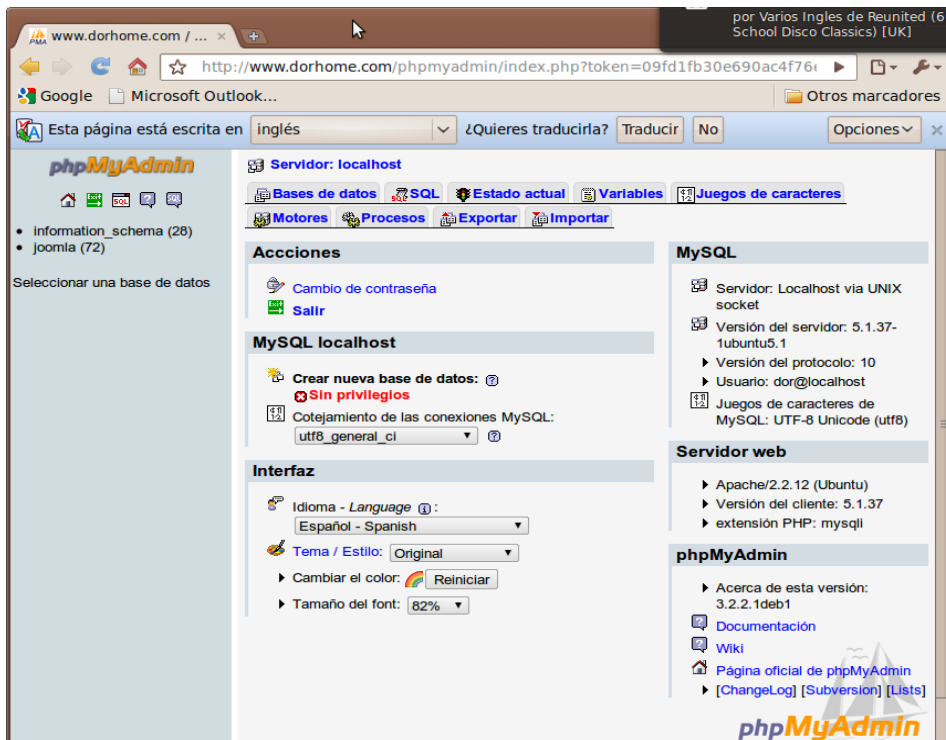 por Varios Ingles de Reunited (6
School Disco Classics) [UK]
PMA www.dorhome.com / ...
http://www.dorhome.com/phpmyadmin/index.php?token=09fd1fb30e690ac4f76
Google Microsoft Outlook... Otros marcadores
Esta página está escrita en inglés ¿Quieres traducirla? Traducir No Opciones
phpMyAdmin
information_schema (28)
joomla (72)
Seleccionar una base de datos
Servidor: localhost
Bases de datos SQL Estado actual Variables Juegos de caracteres
Motores Procesos Exportar Importar
Accciones
Cambio de contraseña
Salir
MySQL localhost
Crear nueva base de datos:
Sin privilegios
Cotejamiento de las conexiones MySQL:
utf8_general_ci
Interfaz
Idioma - Language :
Español - Spanish
Tema / Estilo: Original
Cambiar el color: Reiniciar
Tamaño del font: 82%
MySQL
Servidor: Localhost via UNIX
socket
Versión del servidor: 5.1.37-
1ubuntu5.1
Versión del protocolo: 10
Usuario: dor@localhost
Juegos de caracteres de
MySQL: UTF-8 Unicode (utf8)
Servidor web
Apache/2.2.12 (Ubuntu)
Versión del cliente: 5.1.37
extensión PHP: mysqli
phpMyAdmin
Acerca de esta versión:
3.2.2.1deb1
Documentación
Wiki
Página oficial de phpMyAdmin
[ChangeLog] [Subversion] [Lists]
phpMyAdmin